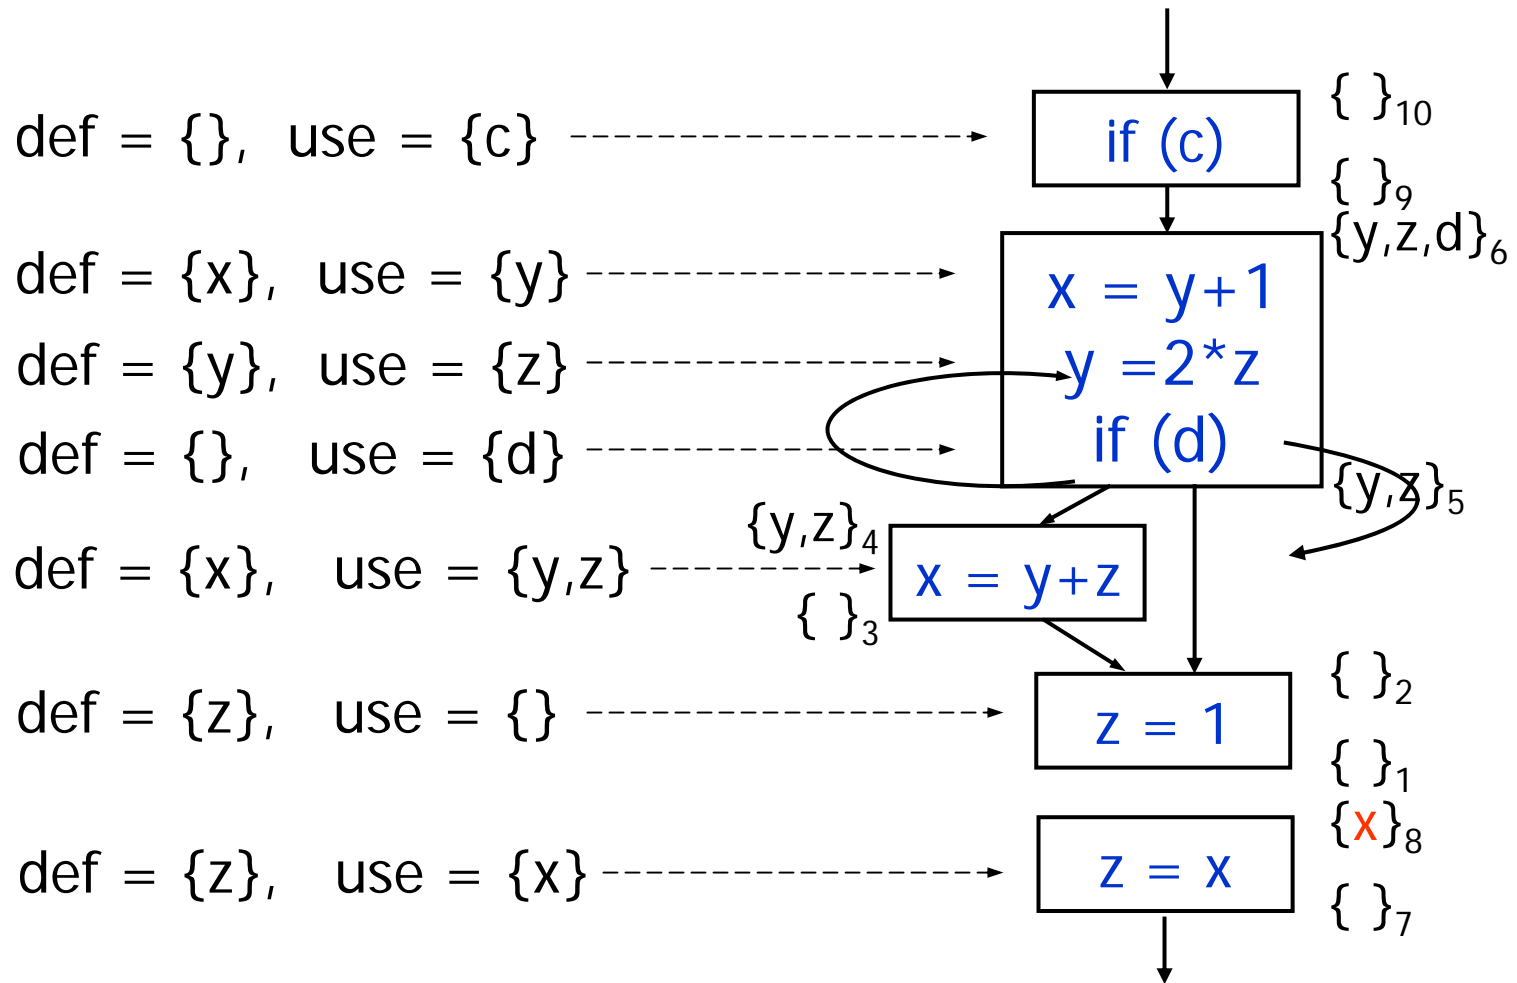 { }10
def = {}, use = {c}
if (c)
{ }9
{y,z,d}6
def = {x}, use = {y}
x = y+1
def = {y}, use = {z}
y =2*z
def = {}, use = {d}
if (d)
{y,z}5
{y,z}4
def = {x}, use = {y,z}
x = y+z
{ }3
{ }2
def = {z}, use = {}
z = 1
{ }1
{x}8
def = {z}, use = {x}
z = x
{ }7